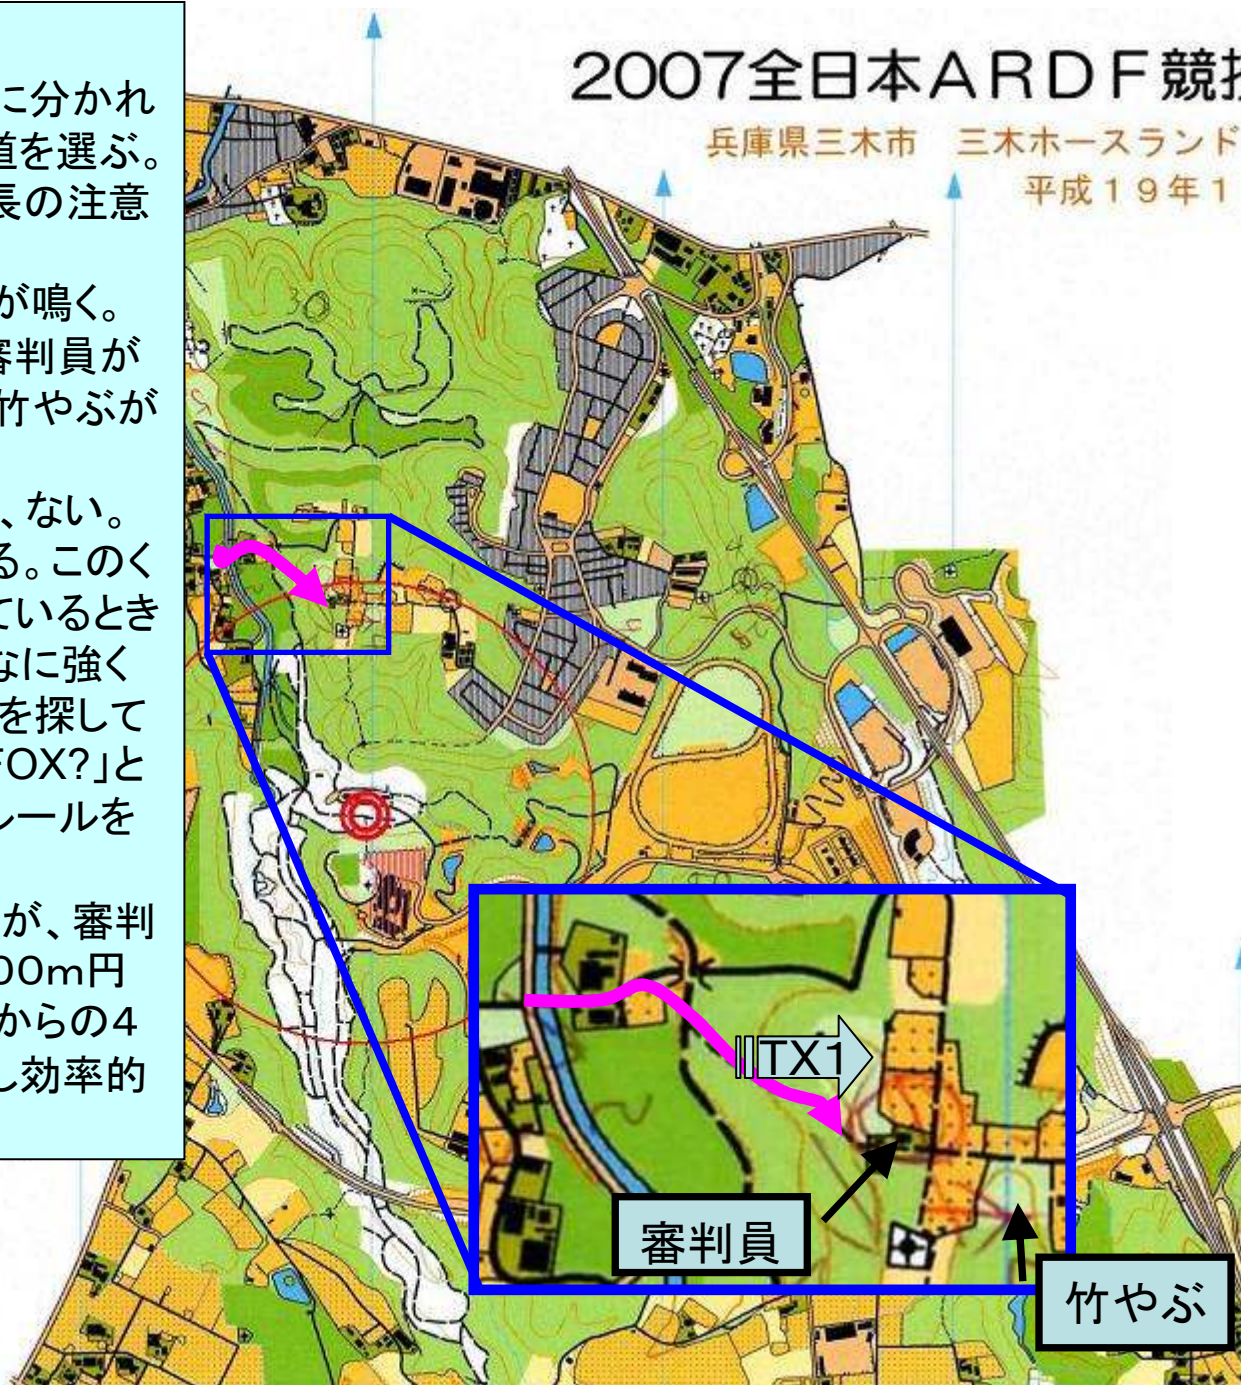 に分かれ
道を選ぶ。
長の注意
が鳴く。
審判員が
竹やぶが
、ない。
る。このく
ているとき
なに強く
を探して
FOX?」と
ルールを
が、審判
00m円
からの4
し効率的
2007全日本ARDF競技
兵庫県三木市　三木ホースランド
平成19年1
TX1
審判員
竹やぶ